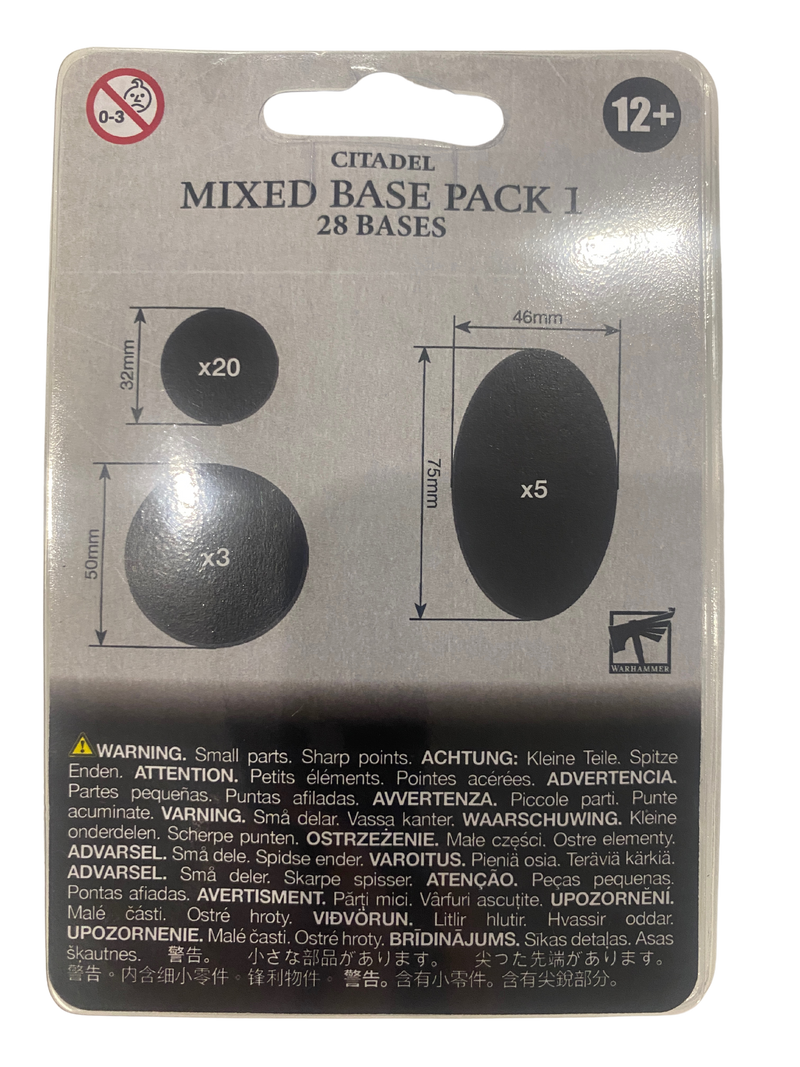 0-3
12+
CITADEL
MIXED BASE PACK 1
28 BASES
46mm
32mm
x20
75mm
x5
50mm
x3
WARHAMMER
WARNING. Small parts. Sharp points. ACHTUNG: Kleine Teile. Spitze
Enden. ATTENTION. Petits éléments. Pointes acérées. ADVERTENCIA.
Partes pequeñas. Puntas afiladas. AVVERTENZA. Piccole parti. Punte
acuminate. VARNING. Små delar. Vassa kanter. WAARSCHUWING. Kleine
onderdelen. Scherpe punten. OSTRZEŻENIE. Małe części. Ostre elementy.
ADVARSEL. Små dele. Spidse ender. VAROITUS. Pieniä osia. Teräviä kärkiä.
ADVARSEL. Små deler. Skarpe spisser. ATENÇÃO. Peças pequenas.
Pontas afiadas. AVERTISMENT. Părți mici. Vârfuri ascuțite. UPOZORNĚNÍ.
Malé části. Ostré hroty. VIÐVÖRUN. Litlir hlutir. Hvassir oddar.
UPOZORNENIE. Malé časti. Ostré hroty. BRĪDINĀJUMS. Sīkas detaļas. Asas
šķautnes. 警告。 小さな部品があります。 尖った先端があります。
警告。内含细小零件。锋利物件。 警告。含有小零件。含有尖銳部分。